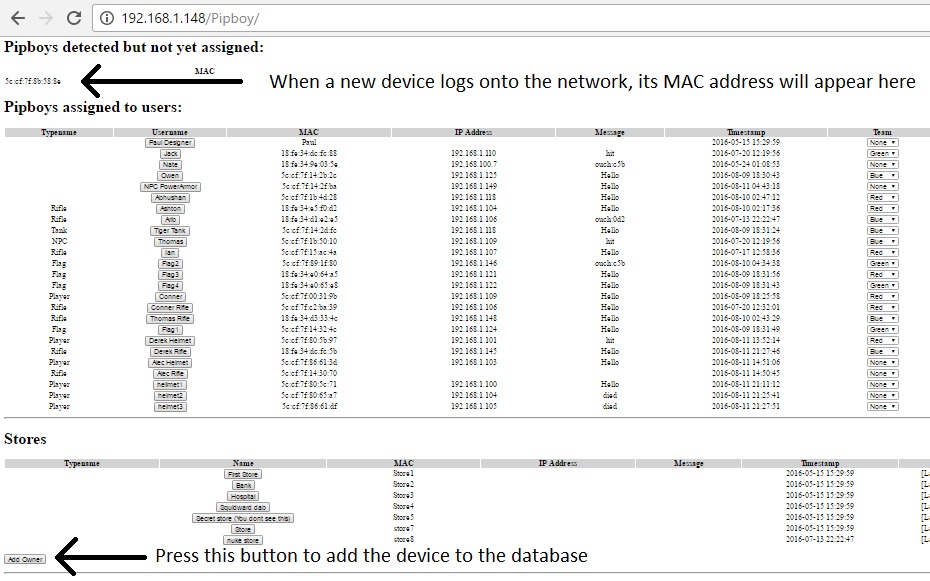 192.168.1.148/Pipboy/
Pipboys detected but not yet assigned:
MAC
5c:cf:7f:8b:58:8e
When a new device logs onto the network, its MAC address will appear here
Pipboys assigned to users:
Typename Username MAC IP Address Message Timestamp Team
Paul Designer Paul 2016-05-15 15:29:59 None
Jack 18:fe:34:dc:fc:88 192.168.1.110 hit 2016-07-20 12:19:56 Green
Nate 18:fe:34:9e:03:5e 192.168.100.7 ouch:c5b 2016-05-24 01:08:53 None
Owen 5c:cf:7f:14:2b:2c 192.168.1.125 Hello 2016-08-09 18:30:43 Blue
NPC PowerArmor 5c:cf:7f:14:2f:ba 192.168.1.149 Hello 2016-08-11 04:43:18 None
Abhushan 5c:cf:7f:1b:4d:28 192.168.1.118 Hello 2016-08-10 02:47:12 Red
Rifle Ashton 18:fe:34:e5:f0:d2 192.168.1.104 Hello 2016-08-10 02:17:36 Red
Rifle Arlo 18:fe:34:d1:e2:e5 192.168.1.106 ouch:0d2 2016-07-13 22:22:47 Blue
Tank Tiger Tank 5c:cf:7f:14:2d:fc 192.168.1.118 Hello 2016-08-09 18:31:24 Blue
NPC Thomas 5c:cf:7f:1b:50:10 192.168.1.109 hit 2016-07-20 12:19:56 Blue
Rifle Ian 5c:cf:7f:15:ac:4a 192.168.1.107 Hello 2016-07-17 12:58:36 Red
Flag Flag2 5c:cf:7f:89:1f:80 192.168.1.146 ouch:c5b 2016-08-10 04:34:38 Green
Flag Flag3 18:fe:34:e0:64:a5 192.168.1.121 Hello 2016-08-09 18:31:56 Red
Flag Flag4 18:fe:34:e0:65:e8 192.168.1.122 Hello 2016-08-09 18:31:43 Green
Player Conner 5c:cf:7f:00:31:9b 192.168.1.109 Hello 2016-08-09 18:25:58 Red
Rifle Conner Rifle 5c:cf:7f:c2:ba:39 192.168.1.106 Hello 2016-07-20 12:32:01 Red
Rifle Thomas Rifle 18:fe:34:d3:33:4c 192.168.1.148 Hello 2016-08-10 02:43:29 Blue
Flag Flag1 5c:cf:7f:14:32:4c 192.168.1.124 Hello 2016-08-09 18:31:49 Green
Player Derek Helmet 5c:cf:7f:80:5b:97 192.168.1.101 hit 2016-08-11 13:52:14 Red
Rifle Derek Rifle 18:fe:34:dc:fc:5b 192.168.1.145 Hello 2016-08-11 21:27:46 Blue
Player Alec Helmet 5c:cf:7f:86:61:3d 192.168.1.103 Hello 2016-08-11 14:51:06 None
Rifle Alec Rifle 5c:cf:7f:14:30:70 2016-08-11 14:50:45 None
Player helmet1 5c:cf:7f:80:5c:71 192.168.1.100 Hello 2016-08-11 21:11:12 None
Player helmet2 5c:cf:7f:80:65:a7 192.168.1.104 died 2016-08-11 21:25:41 None
Player helmet3 5c:cf:7f:86:61:df 192.168.1.105 died 2016-08-11 21:27:51 None
Stores
Typename Name MAC IP Address Message Timestamp
First Store Store1 2016-05-15 15:29:59 [L
Bank Store2 2016-05-15 15:29:59 [L
Hospital Store3 2016-05-15 15:29:59 [L
Squidward dab Store4 2016-05-15 15:29:59 [L
Secret store (You dont see this) Store5 2016-05-15 15:29:59 [L
Store store7 2016-05-15 15:29:59 [L
nuke store store8 2016-07-13 22:22:47 [L
Add Owner
Press this button to add the device to the database